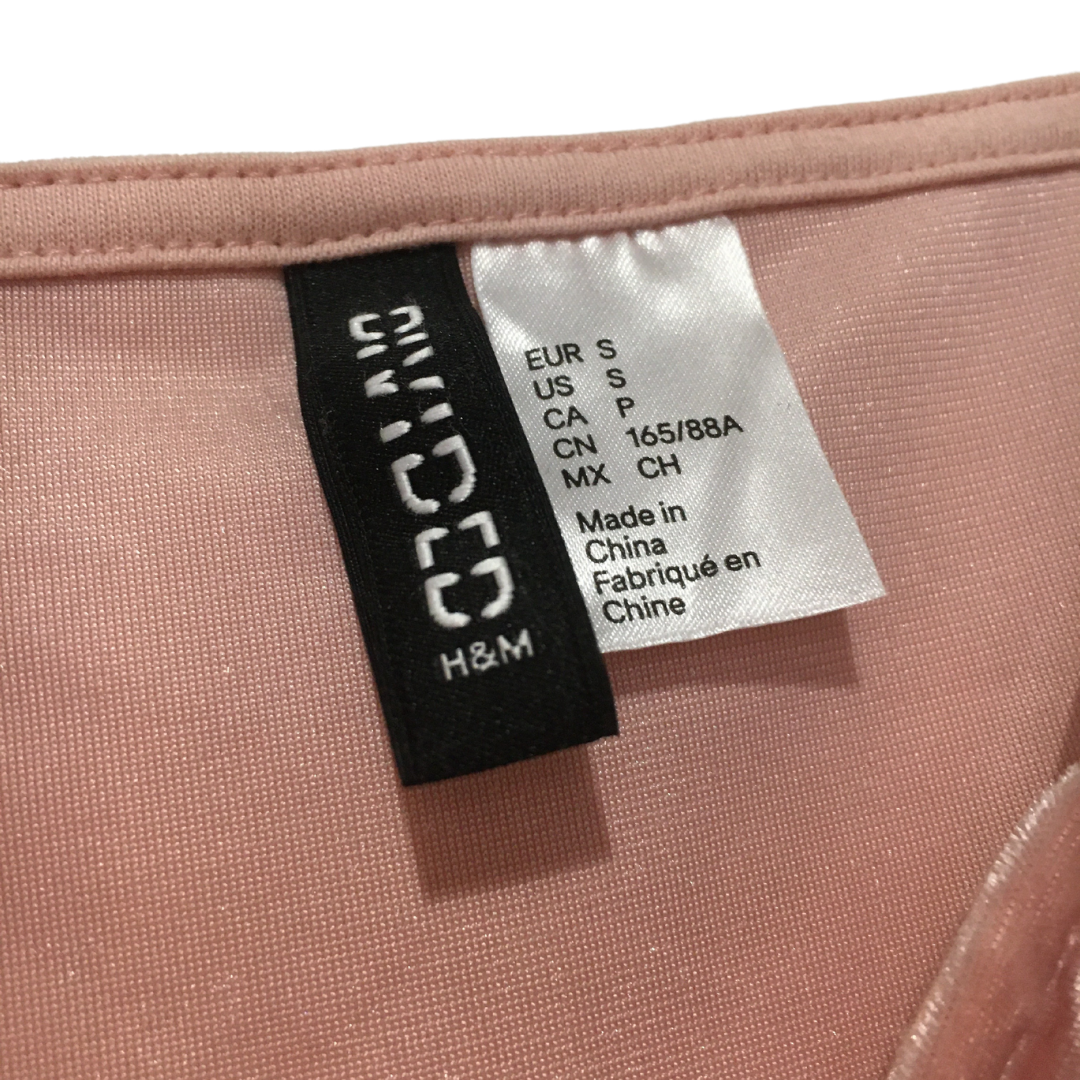 DIVIDED
H&M
EUR S
US S
CA P
CN 165/88A
MX CH
Made in
China
Fabriqué en
Chine